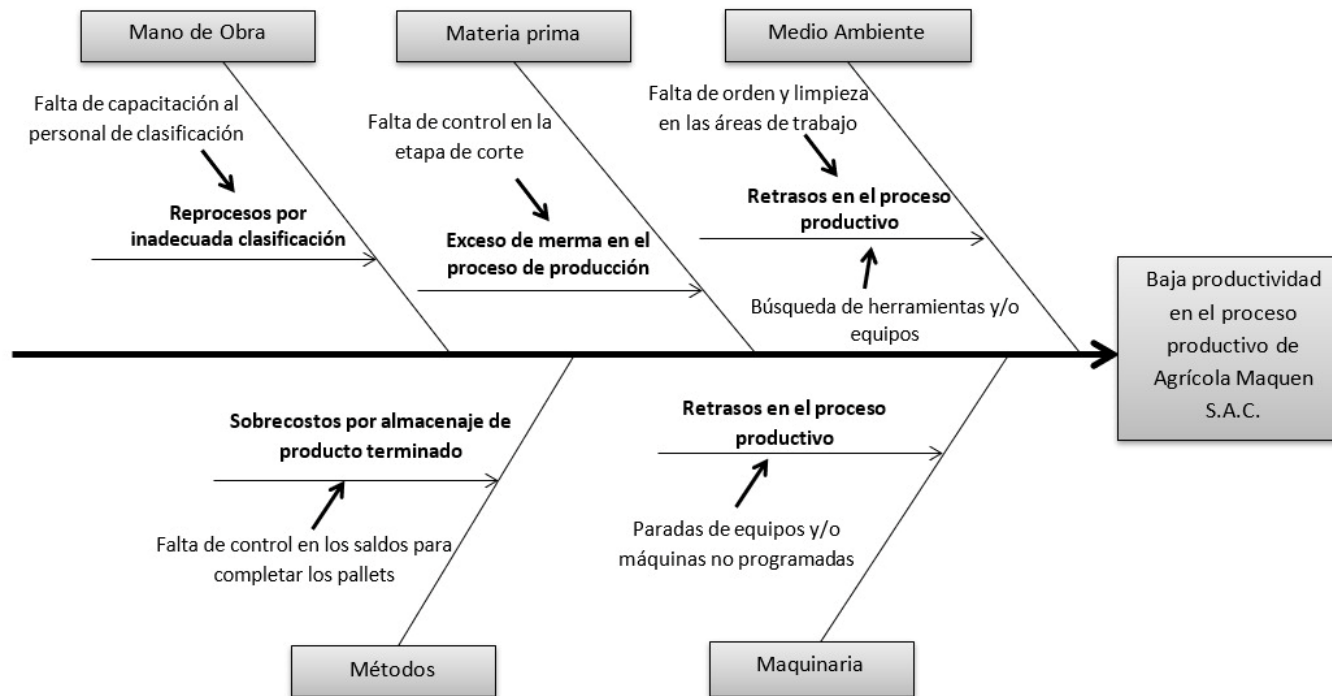 Mano de Obra
Materia prima
Medio Ambiente
Falta de capacitación al
personal de clasificación
Falta de control en la
etapa de corte
Falta de orden y limpieza
en las áreas de trabajo
Reprocesos por
inadecuada clasificación
Exceso de merma en el
proceso de producción
Retrasos en el proceso
productivo
Búsqueda de herramientas y/o
equipos
Baja productividad
en el proceso
productivo de
Agrícola Maquen
S.A.C.
Sobrecostos por almacenaje de
producto terminado
Retrasos en el proceso
productivo
Falta de control en los saldos para
completar los pallets
Paradas de equipos y/o
máquinas no programadas
Métodos
Maquinaria